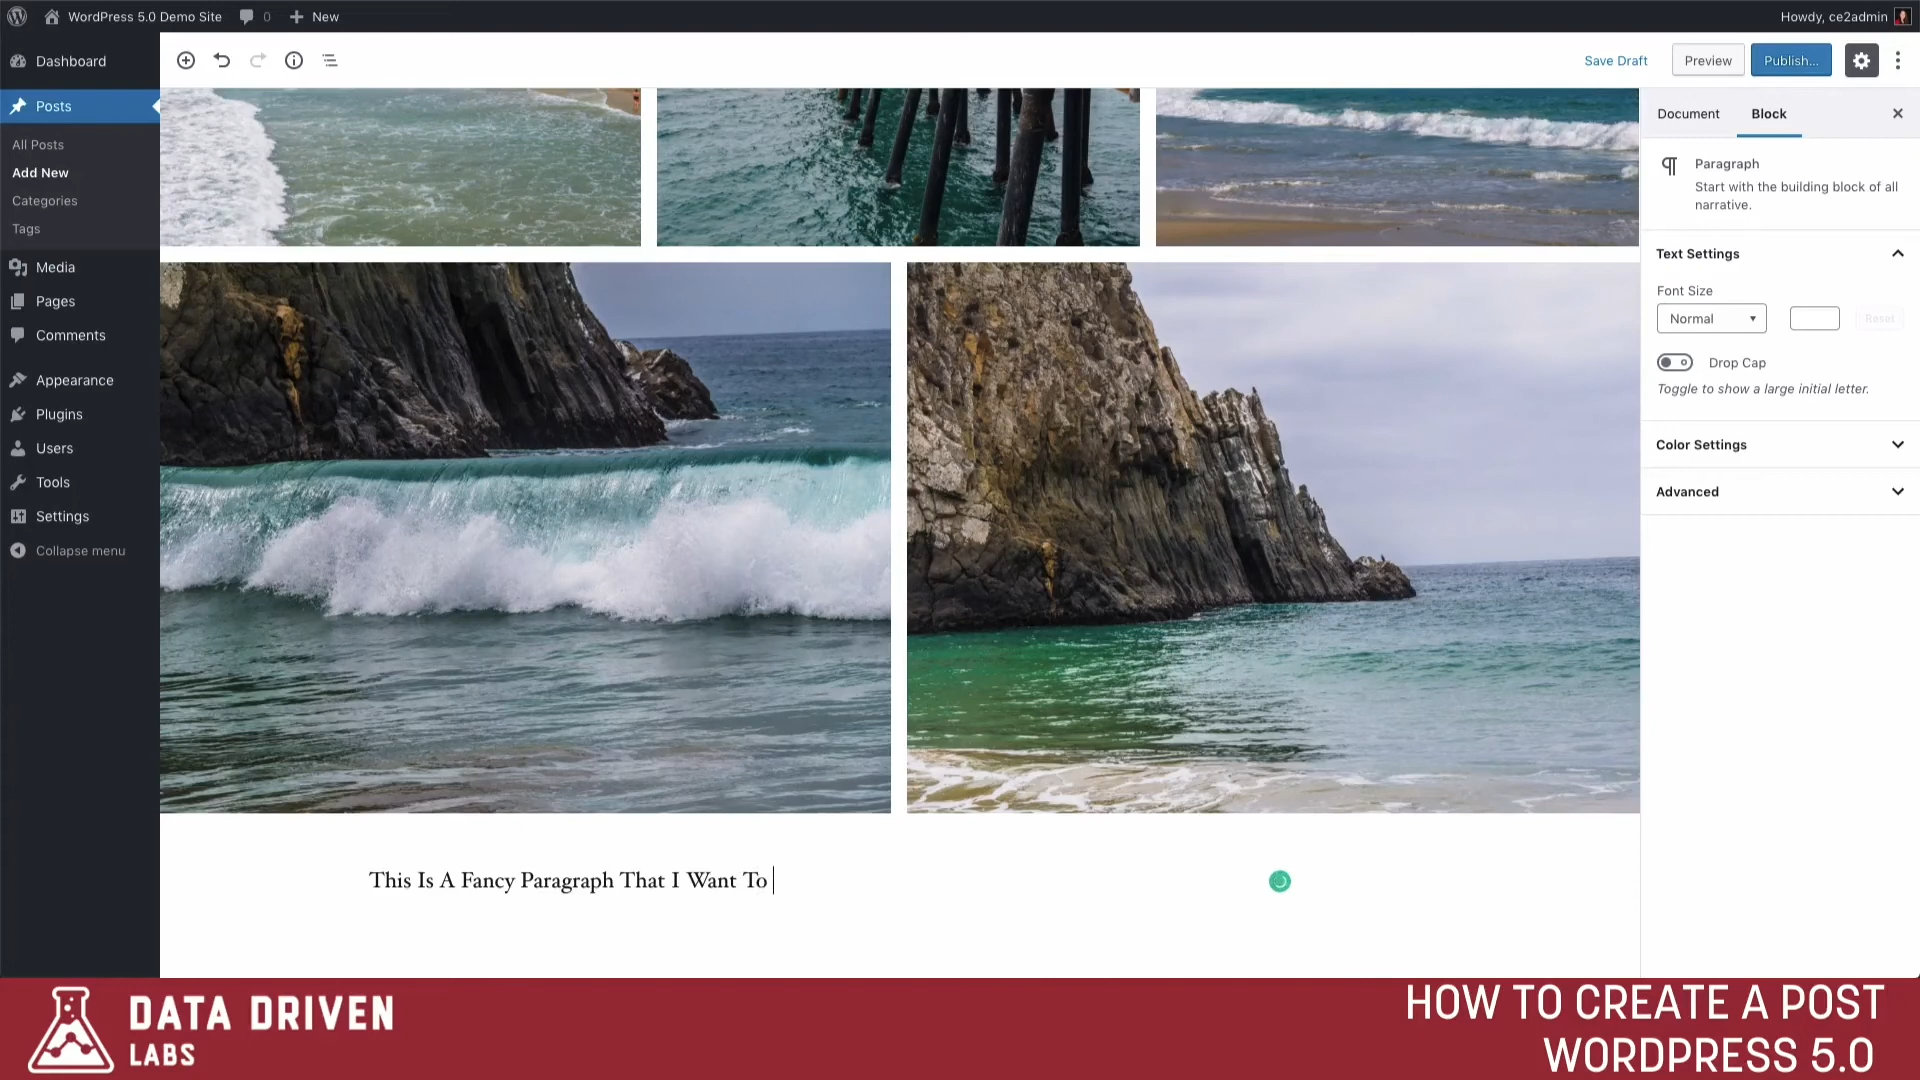 WordPress 5.0 Demo Site
0
New
Howdy, ce2admin
Dashboard
Posts
All Posts
Add New
Categories
Tags
Media
Pages
Comments
Appearance
Plugins
Users
Tools
Settings
Collapse menu
Save Draft
Preview
Publish...
Document
Block
Paragraph
Start with the building block of all
narrative.
Text Settings
Font Size
Normal
Reset
Drop Cap
Toggle to show a large initial letter.
Color Settings
Advanced
This Is A Fancy Paragraph That I Want To
DATA DRIVEN
LABS
HOW TO CREATE A POST
WORDPRESS 5.0